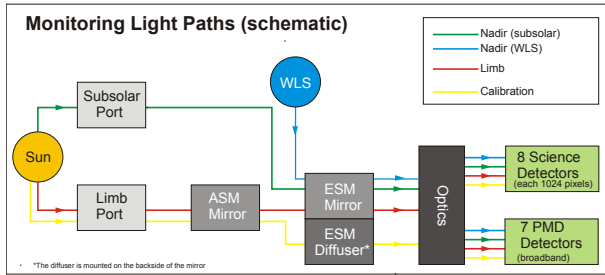 Monitoring Light Paths (schematic)
Nadir (subsolar)
Nadir (WLS)
Limb
Calibration
WLS
Subsolar
Port
Sun
Limb
Port
ASM
Mirror
ESM
Mirror
ESM
Diffuser*
Optics
8 Science
Detectors
(each 1024 pixels)
7 PMD
Detectors
(broadband)
*The diffuser is mounted on the backside of the mirror